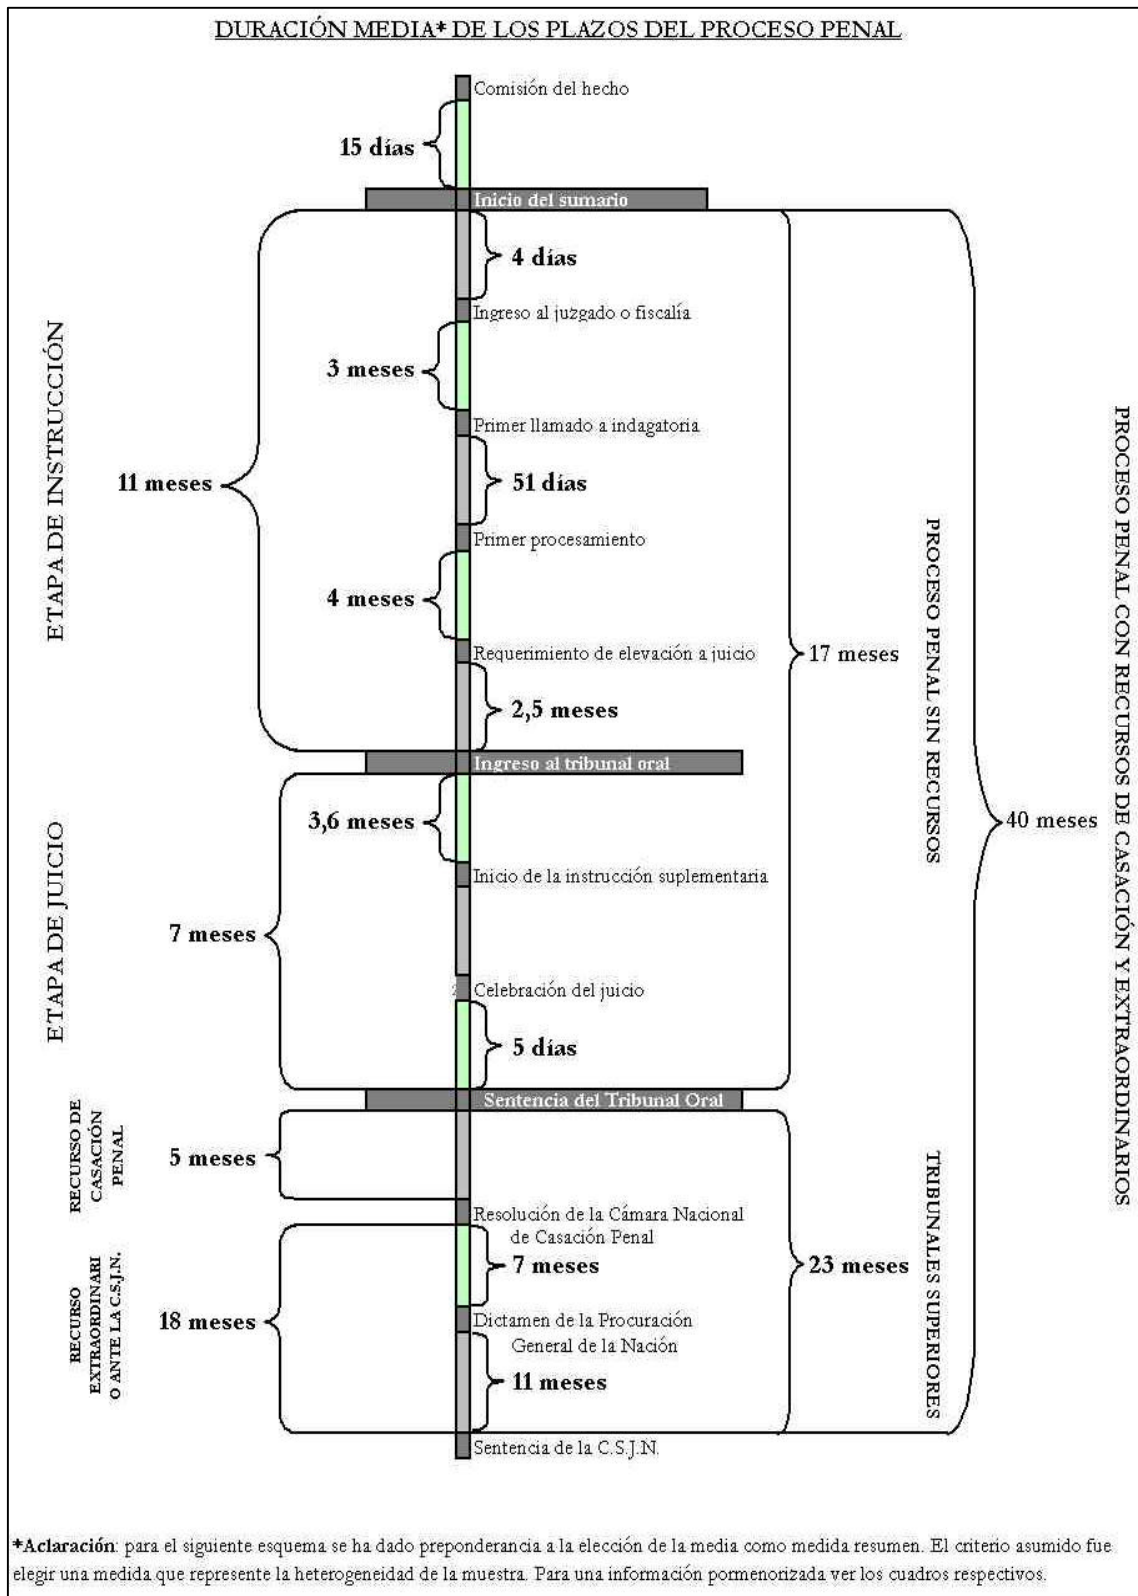 DURACIÓN MEDIA* DE LOS PLAZOS DEL PROCESO PENAL
Comisión del hecho
15 días
Inicio del sumario
4 días
Ingreso al juzgado o fiscalía
3 meses
Primer llamado a indagatoria
ETAPA DE INSTRUCCIÓN
11 meses
51 días
Primer procesamiento
4 meses
Requerimiento de elevación a juicio
2,5 meses
Ingreso al tribunal oral
17 meses
PROCESO PENAL SIN RECURSOS
3,6 meses
Inicio de la instrucción suplementaria
ETAPA DE JUICIO
7 meses
Celebración del juicio
5 días
Sentencia del Tribunal Oral
40 meses
PROCESO PENAL CON RECURSOS DE CASACIÓN Y EXTRAORDINARIOS
RECURSO DE
CASACIÓN
PENAL
5 meses
Resolución de la Cámara Nacional
de Casación Penal
7 meses
23 meses
TRIBUNALES SUPERIORES
RECURSO
EXTRAORDINARI
O ANTE LA C.S.J.N.
18 meses
Dictamen de la Procuración
General de la Nación
11 meses
Sentencia de la C.S.J.N.
*Aclaración: para el siguiente esquema se ha dado preponderancia a la elección de la media como medida resumen. El criterio asumido fue
elegir una medida que represente la heterogeneidad de la muestra. Para una información pormenorizada ver los cuadros respectivos.